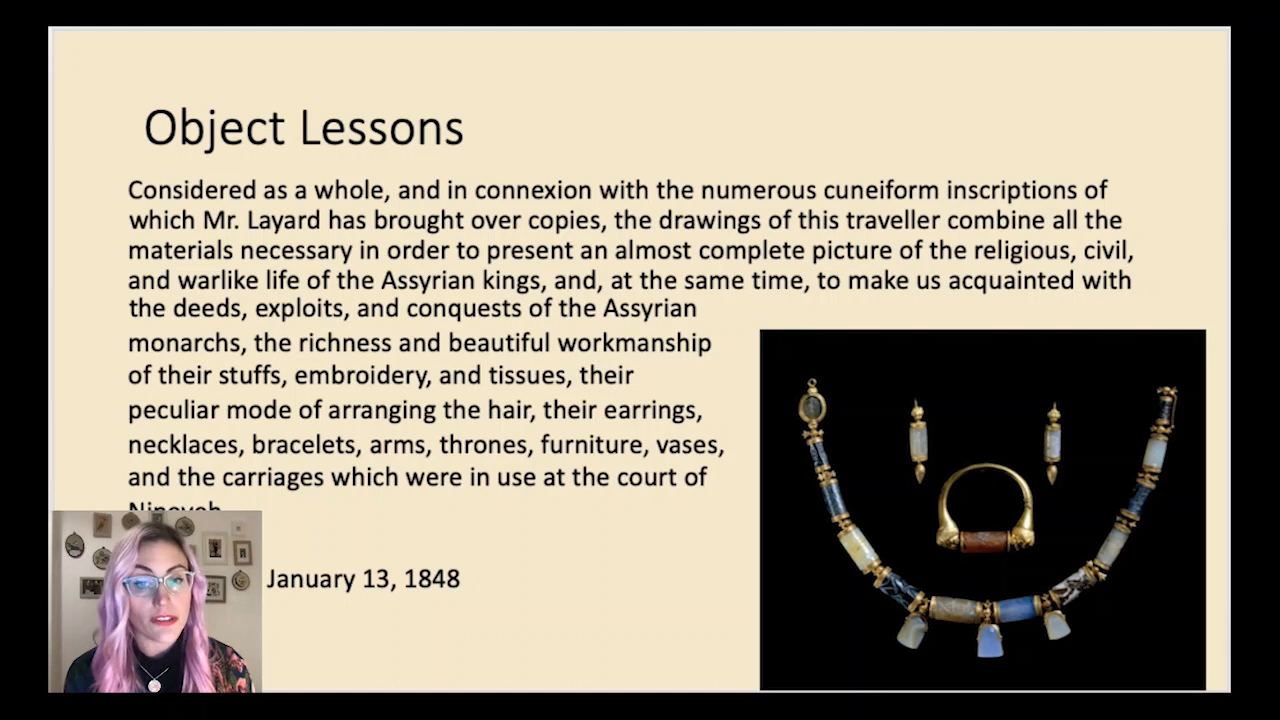 Object Lessons
Considered as a whole, and in connexion with the numerous cuneiform inscriptions of
which Mr. Layard has brought over copies, the drawings of this traveller combine all the
materials necessary in order to present an almost complete picture of the religious, civil,
and warlike life of the Assyrian kings, and, at the same time, to make us acquainted with
the deeds, exploits, and conquests of the Assyrian
monarchs, the richness and beautiful workmanship
of their stuffs, embroidery, and tissues, their
peculiar mode of arranging the hair, their earrings,
necklaces, bracelets, arms, thrones, furniture, vases,
and the carriages which were in use at the court of
Nineveh
January 13, 1848